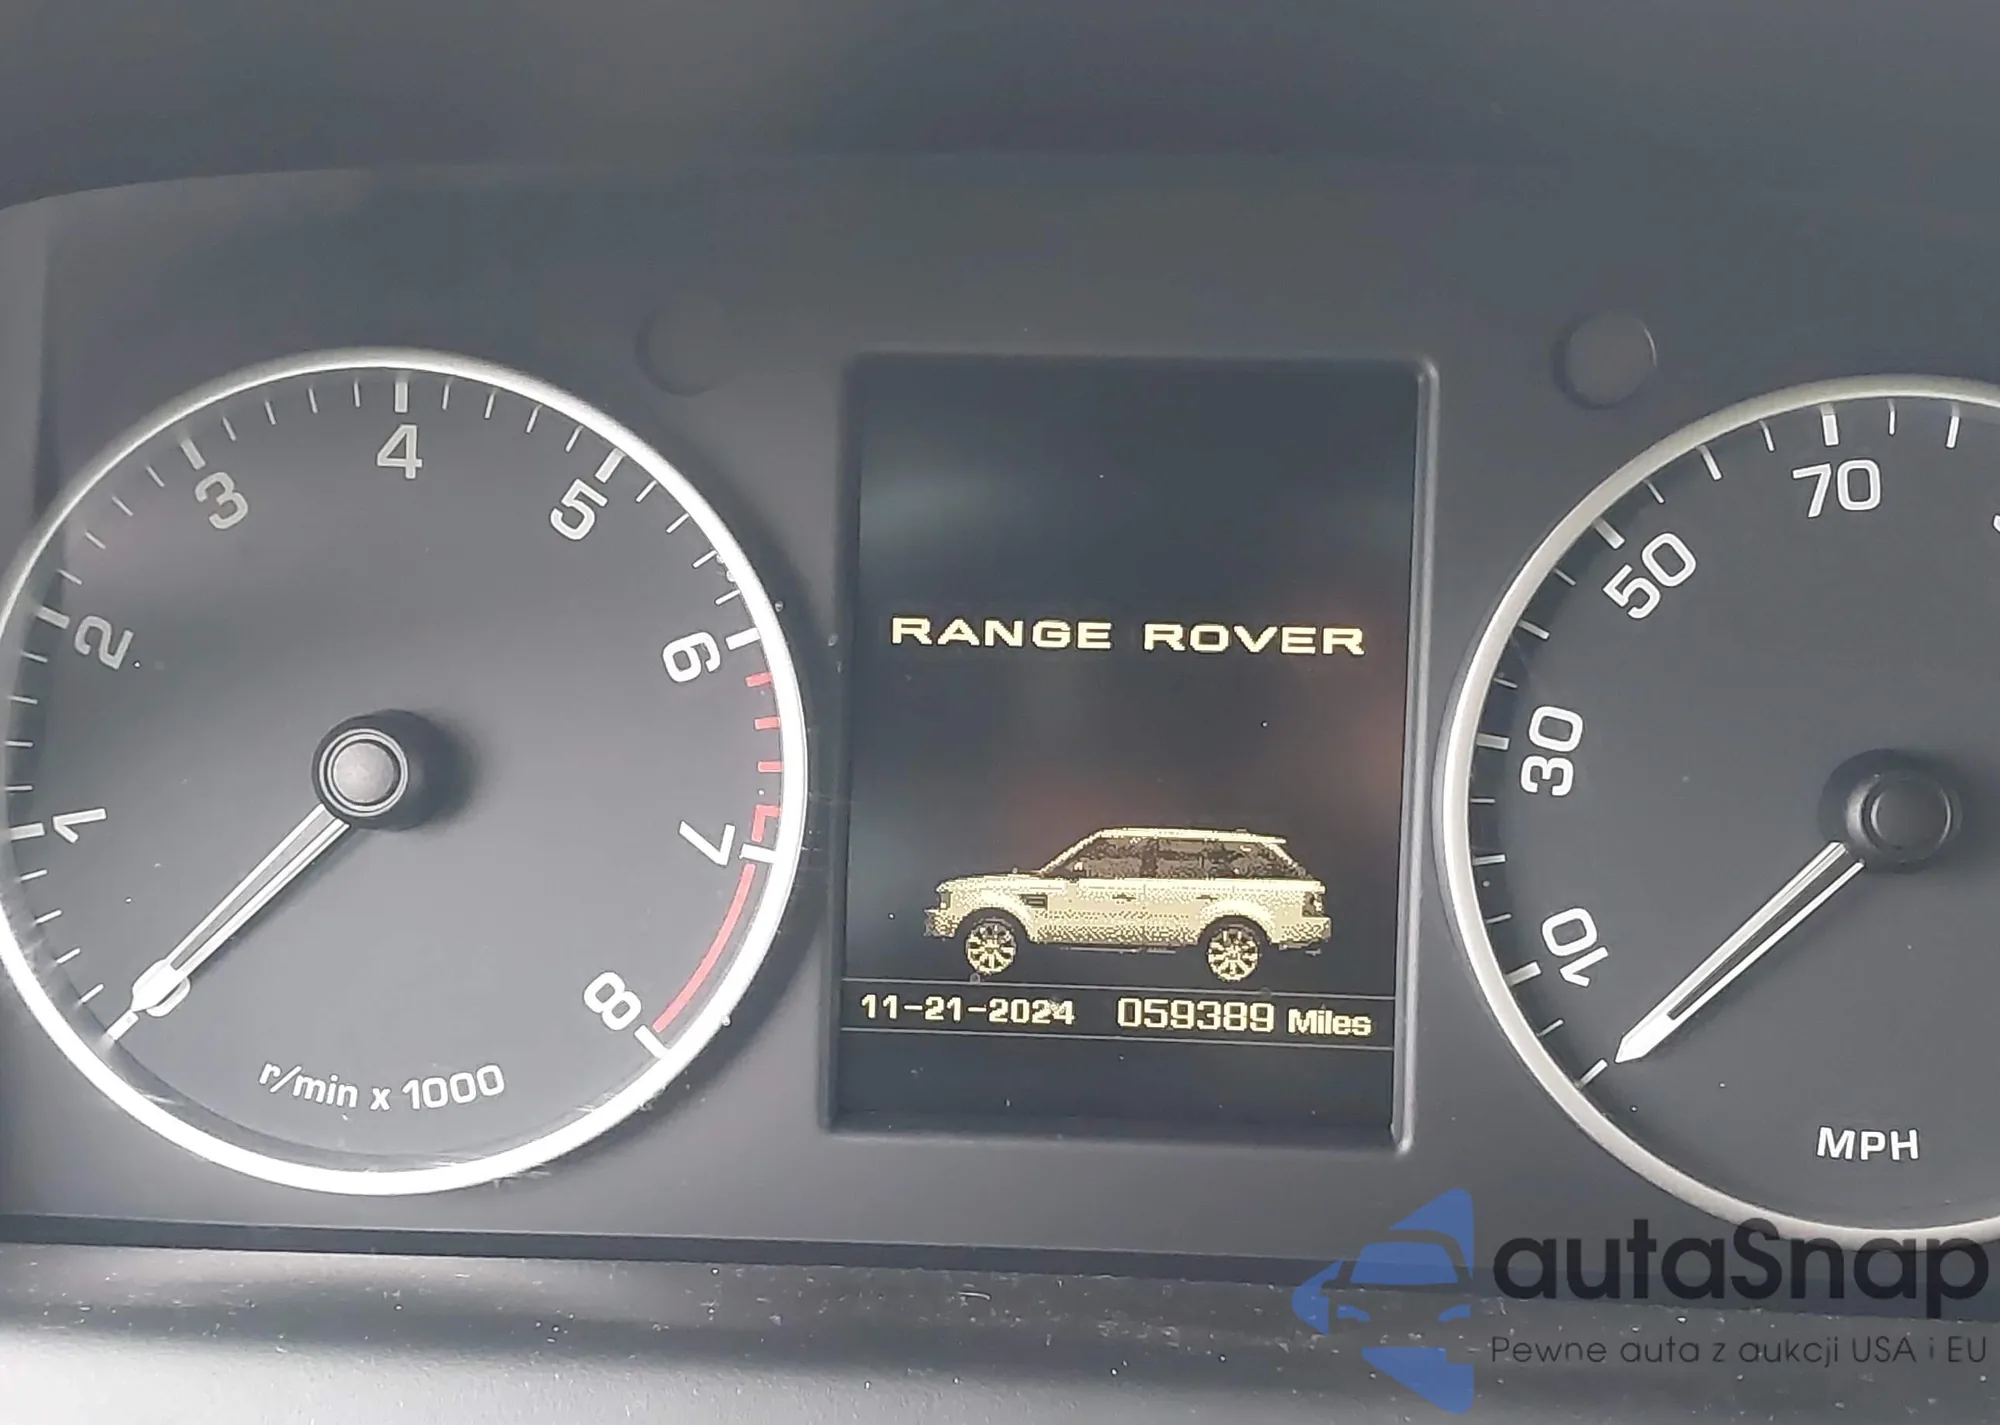 1
2
3
4
5
6
7
8
r/min x 1000
RANGE ROVER
11-21-2024 059389 Miles
10
30
50
70
MPH
autaSnap
Pewne auta z aukcji USA i EU